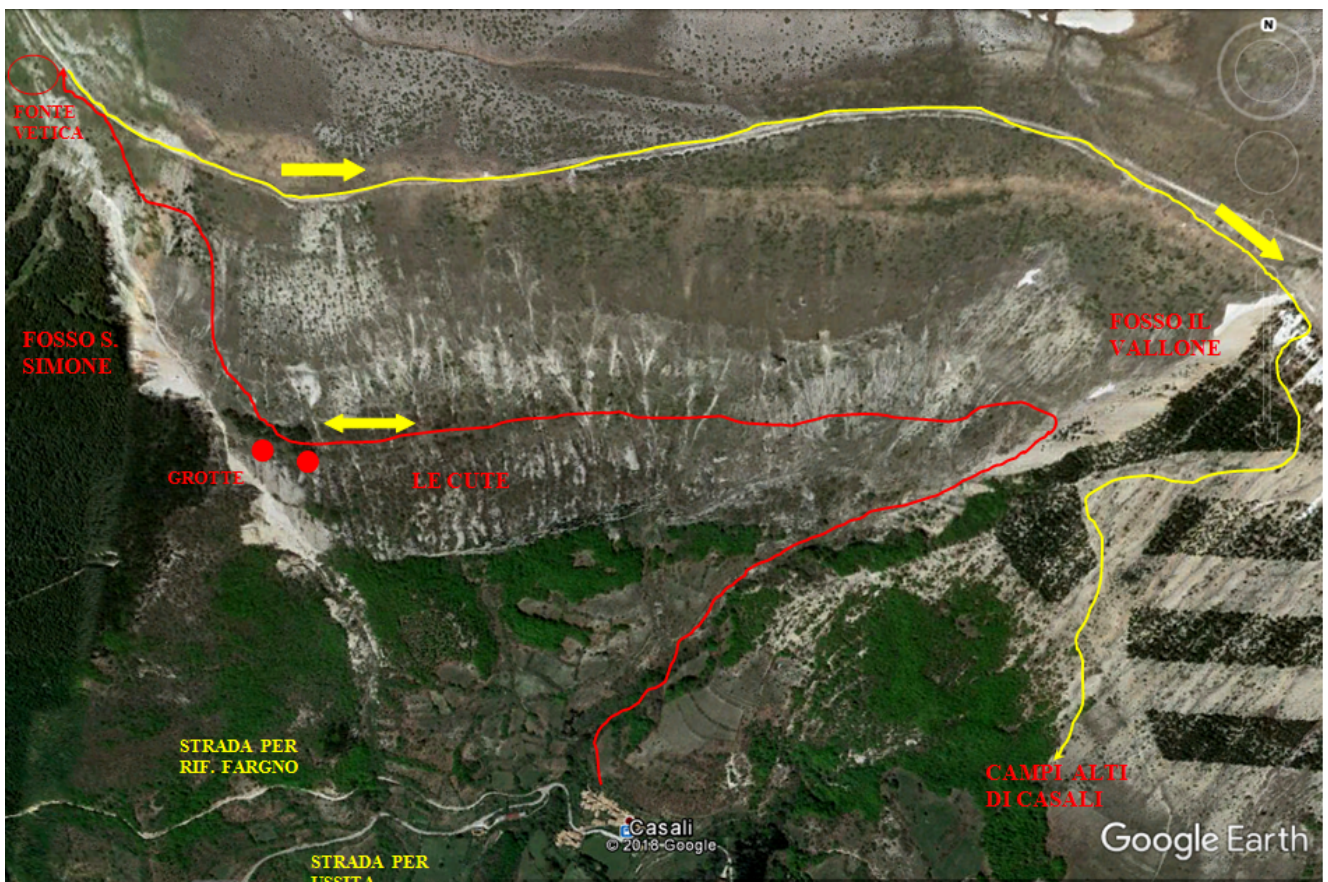 N
FONTE
VETICA
FOSSO S.
SIMONE
FOSSO IL
VALLONE
GROTTE
LE CUTE
STRADA PER
RIF. FARGNO
CAMPI ALTI
DI CASALI
Casali
© 2018 Google
Google Earth
STRADA PER
USSITA